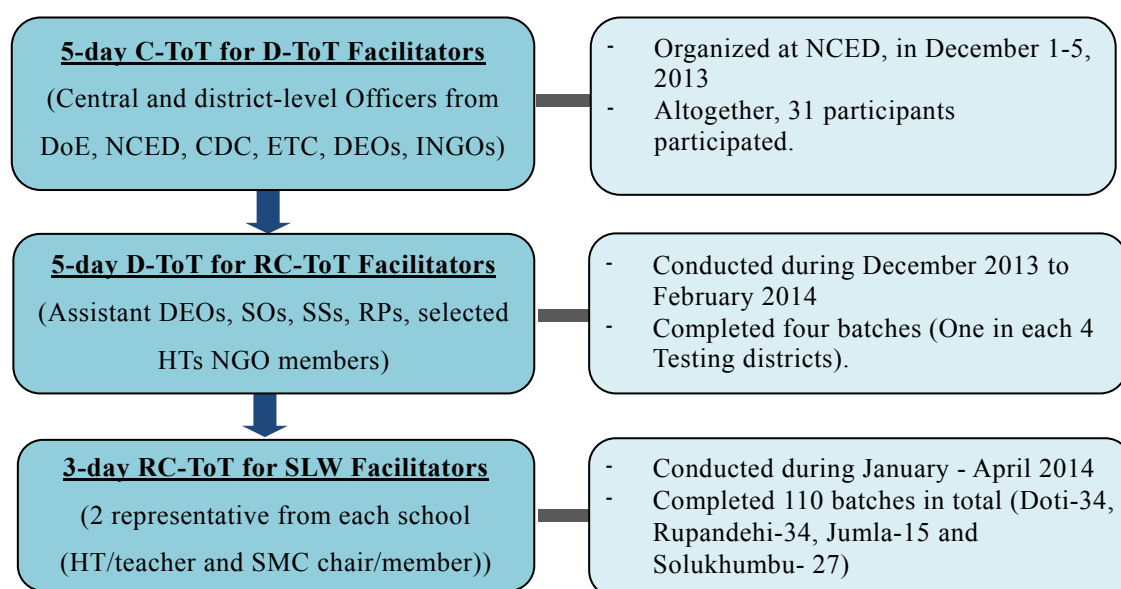 5-day C-ToT for D-ToT Facilitators
(Central and district-level Officers from
DoE, NCED, CDC, ETC, DEOs, INGOs)
- Organized at NCED, in December 1-5,
2013
- Altogether, 31 participants
participated.
5-day D-ToT for RC-ToT Facilitators
(Assistant DEOs, SOs, SSs, RPs, selected
HTs NGO members)
- Conducted during December 2013 to
February 2014
- Completed four batches (One in each 4
Testing districts).
3-day RC-ToT for SLW Facilitators
(2 representative from each school
(HT/teacher and SMC chair/member))
- Conducted during January - April 2014
- Completed 110 batches in total (Doti-34,
Rupandehi-34, Jumla-15 and
Solukhumbu- 27)